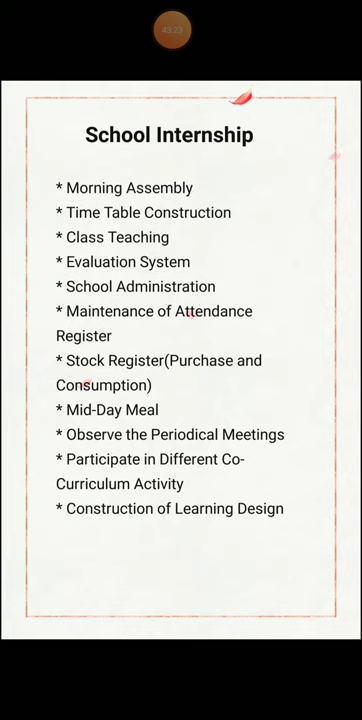 43:23
School Internship
* Morning Assembly
* Time Table Construction
* Class Teaching
* Evaluation System
* School Administration
* Maintenance of Attendance
Register
* Stock Register(Purchase and
Consumption)
* Mid-Day Meal
* Observe the Periodical Meetings
* Participate in Different Co-
Curriculum Activity
* Construction of Learning Design